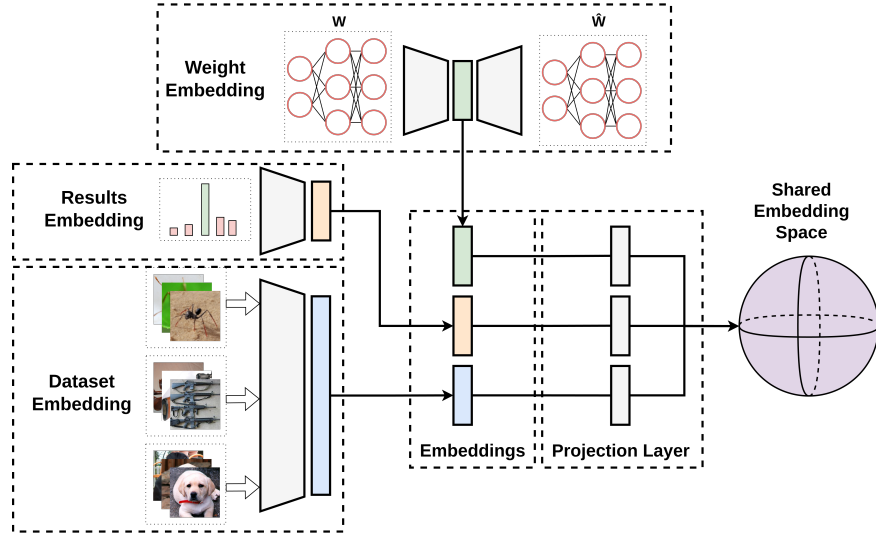 W
Ŵ
Weight
Embedding
Results
Embedding
Shared
Embedding
Space
Dataset
Embedding
Embeddings
Projection Layer